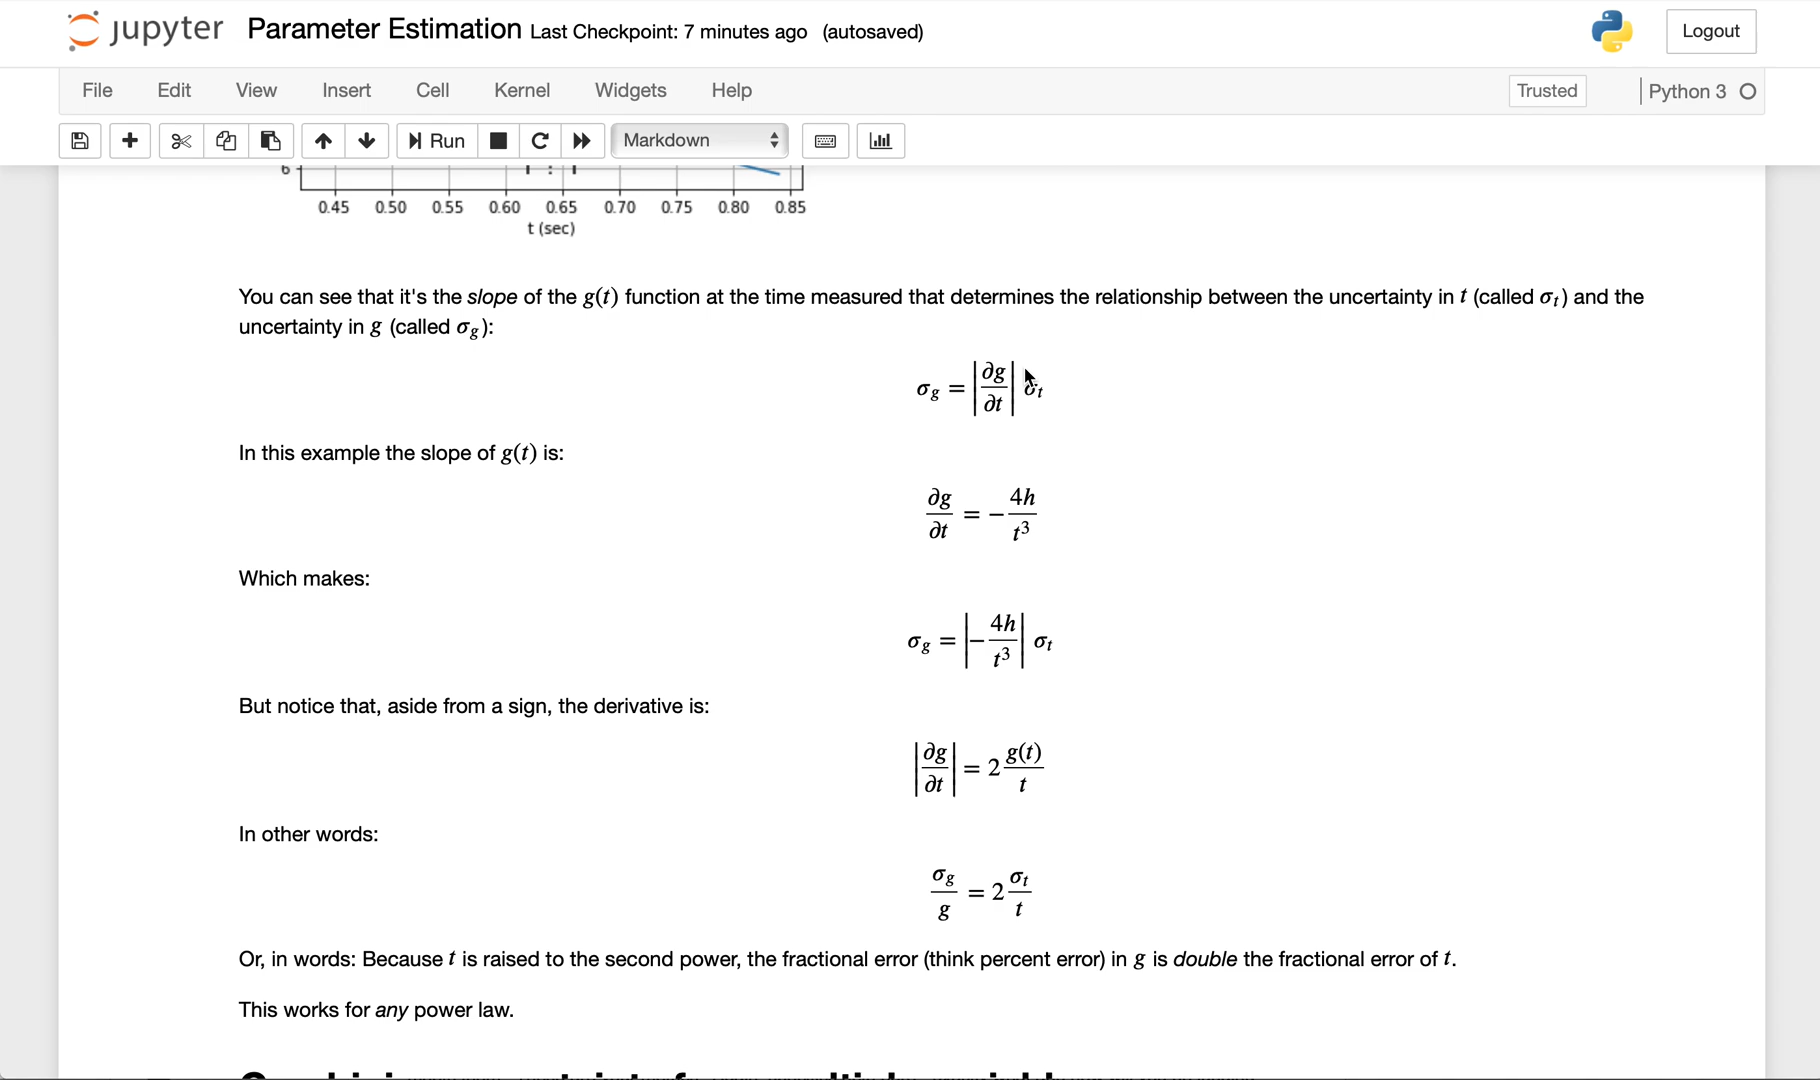 jupyter Parameter Estimation Last Checkpoint: 7 minutes ago (autosaved) Logout
File Edit View Insert Cell Kernel Widgets Help Trusted Python 3
Run Markdown
6
0.45 0.50 0.55 0.60 0.65 0.70 0.75 0.80 0.85
t (sec)
You can see that it's the slope of the g(t) function at the time measured that determines the relationship between the uncertainty in t (called σₜ) and the
uncertainty in g (called σ_g):
σ_g = |∂g/∂t| σₜ
In this example the slope of g(t) is:
∂g/∂t = −4h/t³
Which makes:
σ_g = |−4h/t³| σₜ
But notice that, aside from a sign, the derivative is:
|∂g/∂t| = 2 g(t)/t
In other words:
σ_g/g = 2 σₜ/t
Or, in words: Because t is raised to the second power, the fractional error (think percent error) in g is double the fractional error of t.
This works for any power law.